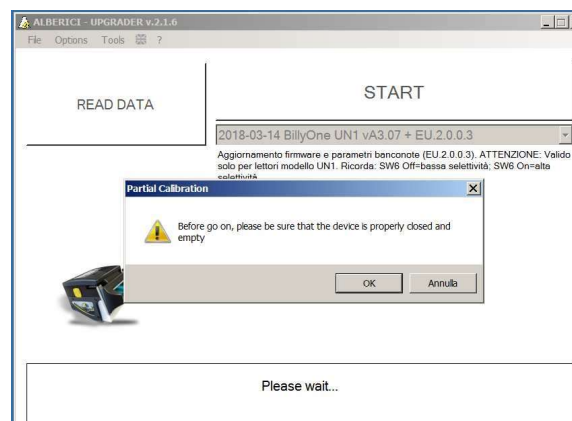 ALBERICI - UPGRADER v.2.1.6
File Options Tools ?
READ DATA
START
2018-03-14 BillyOne UN1 vA3.07 + EU.2.0.0.3
Aggiornamento firmware e parametri banconote (EU.2.0.0.3). ATTENZIONE: Valido
solo per lettori modello UN1. Ricorda: SW6 Off=bassa selettività; SW6 On=alta
selettività
Partial Calibration
Before go on, please be sure that the device is properly closed and
empty
OK Annulla
Please wait...